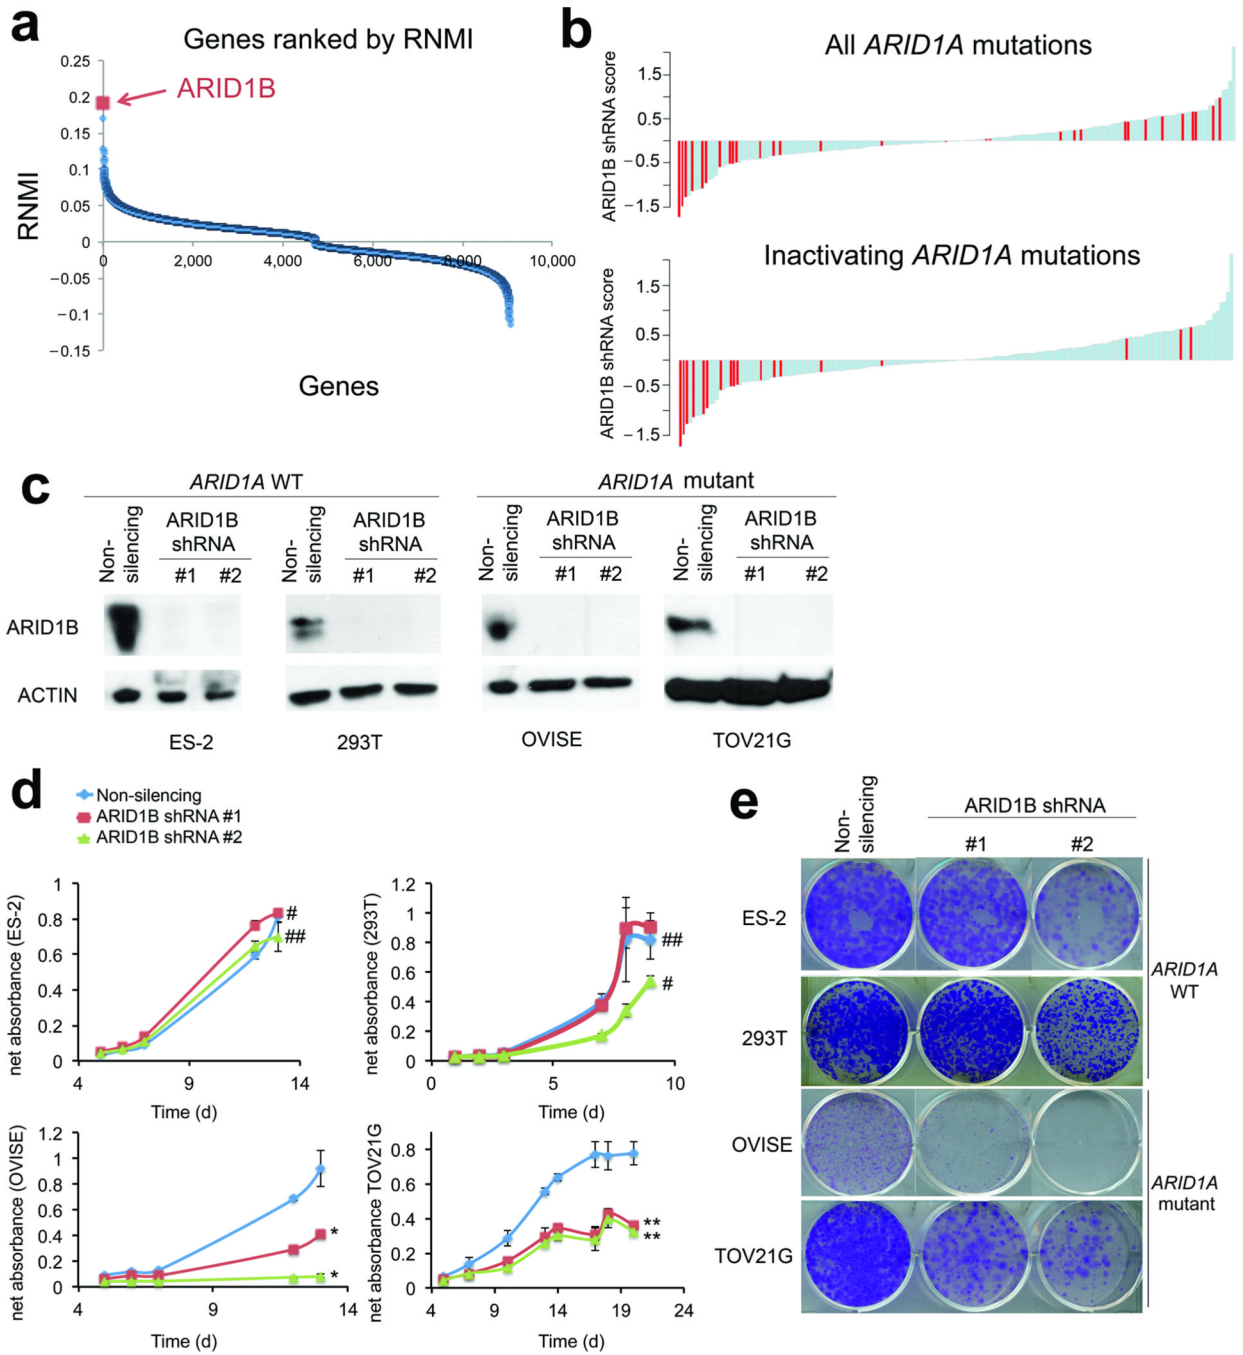 a
Genes ranked by RNMI
0.25
0.2
0.15
0.1
0.05
0
−0.05
−0.1
−0.15
ARID1B
RNMI
0
2,000
4,000
6,000
8,000
10,000
Genes
b
All ARID1A mutations
ARID1B shRNA score
1.5
0.5
−0.5
−1.5
Inactivating ARID1A mutations
ARID1B shRNA score
1.5
0.5
−0.5
−1.5
c
ARID1A WT
ARID1A mutant
Non-
silencing
ARID1B
shRNA
#1 #2
Non-
silencing
ARID1B
shRNA
#1 #2
Non-
silencing
ARID1B
shRNA
#1 #2
Non-
silencing
ARID1B
shRNA
#1 #2
ARID1B
ACTIN
ES-2
293T
OVISE
TOV21G
d
Non-silencing
ARID1B shRNA #1
ARID1B shRNA #2
net absorbance (ES-2)
1
0.8
0.6
0.4
0.2
0
#
##
4
9
14
Time (d)
net absorbance (293T)
1.2
1
0.8
0.6
0.4
0.2
0
##
#
0
5
10
Time (d)
net absorbance (OVISE)
1.2
1
0.8
0.6
0.4
0.2
0
*
*
4
9
14
Time (d)
net absorbance TOV21G
0.8
0.6
0.4
0.2
0
**
**
4
9
14
19
24
Time (d)
e
Non-
silencing
ARID1B shRNA
#1
#2
ES-2
293T
OVISE
TOV21G
ARID1A
WT
ARID1A
mutant